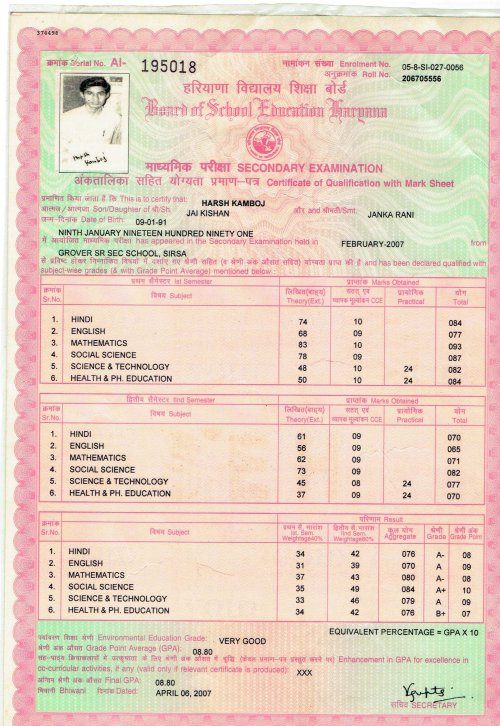 376498
क्रमांक Serial No. AI- 195018
नामांकन संख्या Enrolment No. 05-8-SI-027-0056
अनुक्रमांक Roll No. 206705556
हरियाणा विद्यालय शिक्षा बोर्ड
Board of School Education Haryana
Harsh Kamboj
माध्यमिक परीक्षा SECONDARY EXAMINATION
अंकतालिका सहित योग्यता प्रमाण-पत्र Certificate of Qualification with Mark Sheet
प्रमाणित किया जाता है कि This is to certify that: HARSH KAMBOJ
आत्मज / आत्मजा Son/Daughter of श्री/Sh. JAI KISHAN और and श्रीमती/Smt. JANKA RANI
जन्म-दिनांक Date of Birth: 09-01-91
NINTH JANUARY NINETEEN HUNDRED NINETY ONE
में आयोजित माध्यमिक परीक्षा has appeared in the Secondary Examination held in FEBRUARY-2007 from
GROVER SR SEC SCHOOL, SIRSA
and has been declared qualified with
subject-wise grades (& with Grade Point Average) mentioned below :
प्रथम सैमेस्टर Ist Semester प्राप्तांक Marks Obtained
क्रमांक Sr.No. विषय Subject लिखित(बाह्य) Theory(Ext.) सतत् एवं व्यापक मूल्यांकन CCE प्रायोगिक Practical योग Total
1. HINDI 74 10 084
2. ENGLISH 68 09 077
3. MATHEMATICS 83 10 093
4. SOCIAL SCIENCE 78 09 087
5. SCIENCE & TECHNOLOGY 48 10 24 082
6. HEALTH & PH. EDUCATION 50 10 24 084
द्वितीय सैमेस्टर IInd Semester प्राप्तांक Marks Obtained
क्रमांक Sr.No. विषय Subject लिखित(बाह्य) Theory(Ext.) सतत् एवं व्यापक मूल्यांकन CCE प्रायोगिक Practical योग Total
1. HINDI 61 09 070
2. ENGLISH 56 09 065
3. MATHEMATICS 62 09 071
4. SOCIAL SCIENCE 73 09 082
5. SCIENCE & TECHNOLOGY 45 08 24 077
6. HEALTH & PH. EDUCATION 37 09 24 070
परिणाम Result
क्रमांक Sr.No. विषय Subject प्रथम सै. भारांश Ist. Sem. Weightage40% द्वितीय सै. भारांश IInd Sem. Weightage60% कुल योग Aggregate श्रेणी Grade श्रेणी अंक Grade Point
1. HINDI 34 42 076 A- 08
2. ENGLISH 31 39 070 A 09
3. MATHEMATICS 37 43 080 A- 08
4. SOCIAL SCIENCE 35 49 084 A+ 10
5. SCIENCE & TECHNOLOGY 33 46 079 A 09
6. HEALTH & PH. EDUCATION 34 42 076 B+ 07
EQUIVALENT PERCENTAGE = GPA X 10
पर्यावरण शिक्षा श्रेणी Environmental Education Grade: VERY GOOD
श्रेणी अंक औसत Grade Point Average (GPA): 08.80
Enhancement in GPA for excellence in
co-curricular activities, if any (valid only if relevant certificate is produced): XXX
अन्तिम श्रेणी अंक औसत Final GPA: 08.80
भिवानी Bhiwani दिनांक Dated: APRIL 06, 2007
सचिव SECRETARY